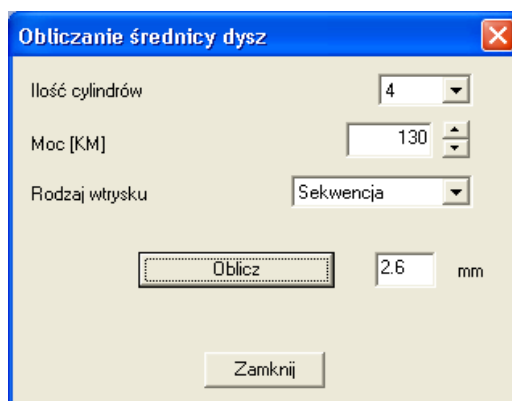 Obliczanie średnicy dysz
Ilość cylindrów 4
Moc [KM] 130
Rodzaj wtrysku Sekwencja
Oblicz 2.6 mm
Zamknij